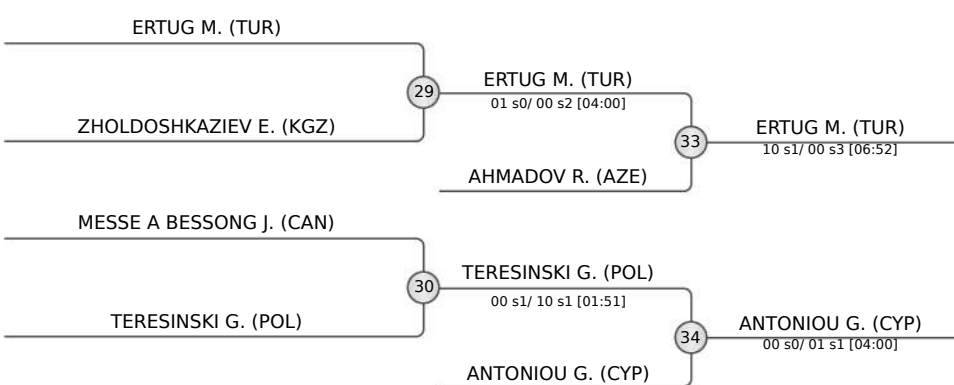 ERTUG M. (TUR)
29
ERTUG M. (TUR)
01 s0/ 00 s2 [04:00]
ZHOLDOSHKAZIEV E. (KGZ)
33
ERTUG M. (TUR)
10 s1/ 00 s3 [06:52]
AHMADOV R. (AZE)
MESSE A BESSONG J. (CAN)
30
TERESINSKI G. (POL)
00 s1/ 10 s1 [01:51]
TERESINSKI G. (POL)
34
ANTONIOU G. (CYP)
00 s0/ 01 s1 [04:00]
ANTONIOU G. (CYP)